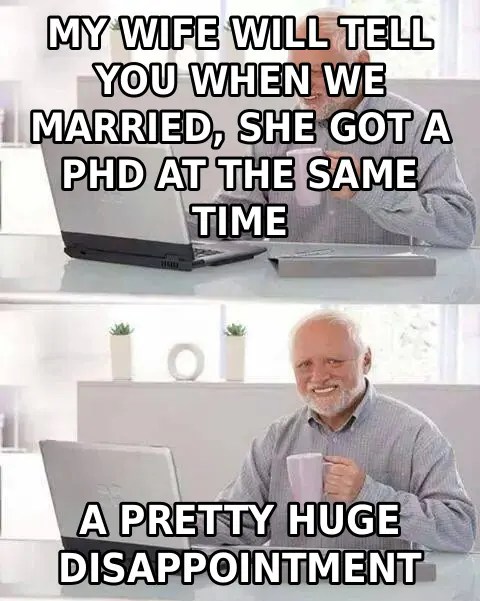 MY WIFE WILL TELL
YOU WHEN WE
MARRIED, SHE GOT A
PHD AT THE SAME
TIME
A PRETTY HUGE
DISAPPOINTMENT